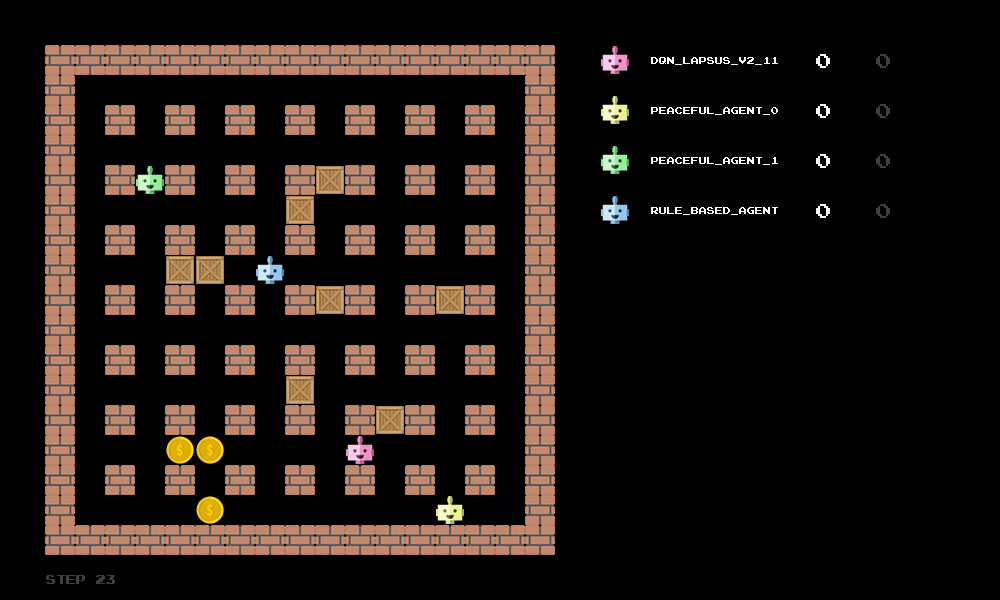 DQN_LAPSUS_V2_11 0 0
PEACEFUL_AGENT_0 0 0
PEACEFUL_AGENT_1 0 0
RULE_BASED_AGENT 0 0
$ $
$
STEP 23